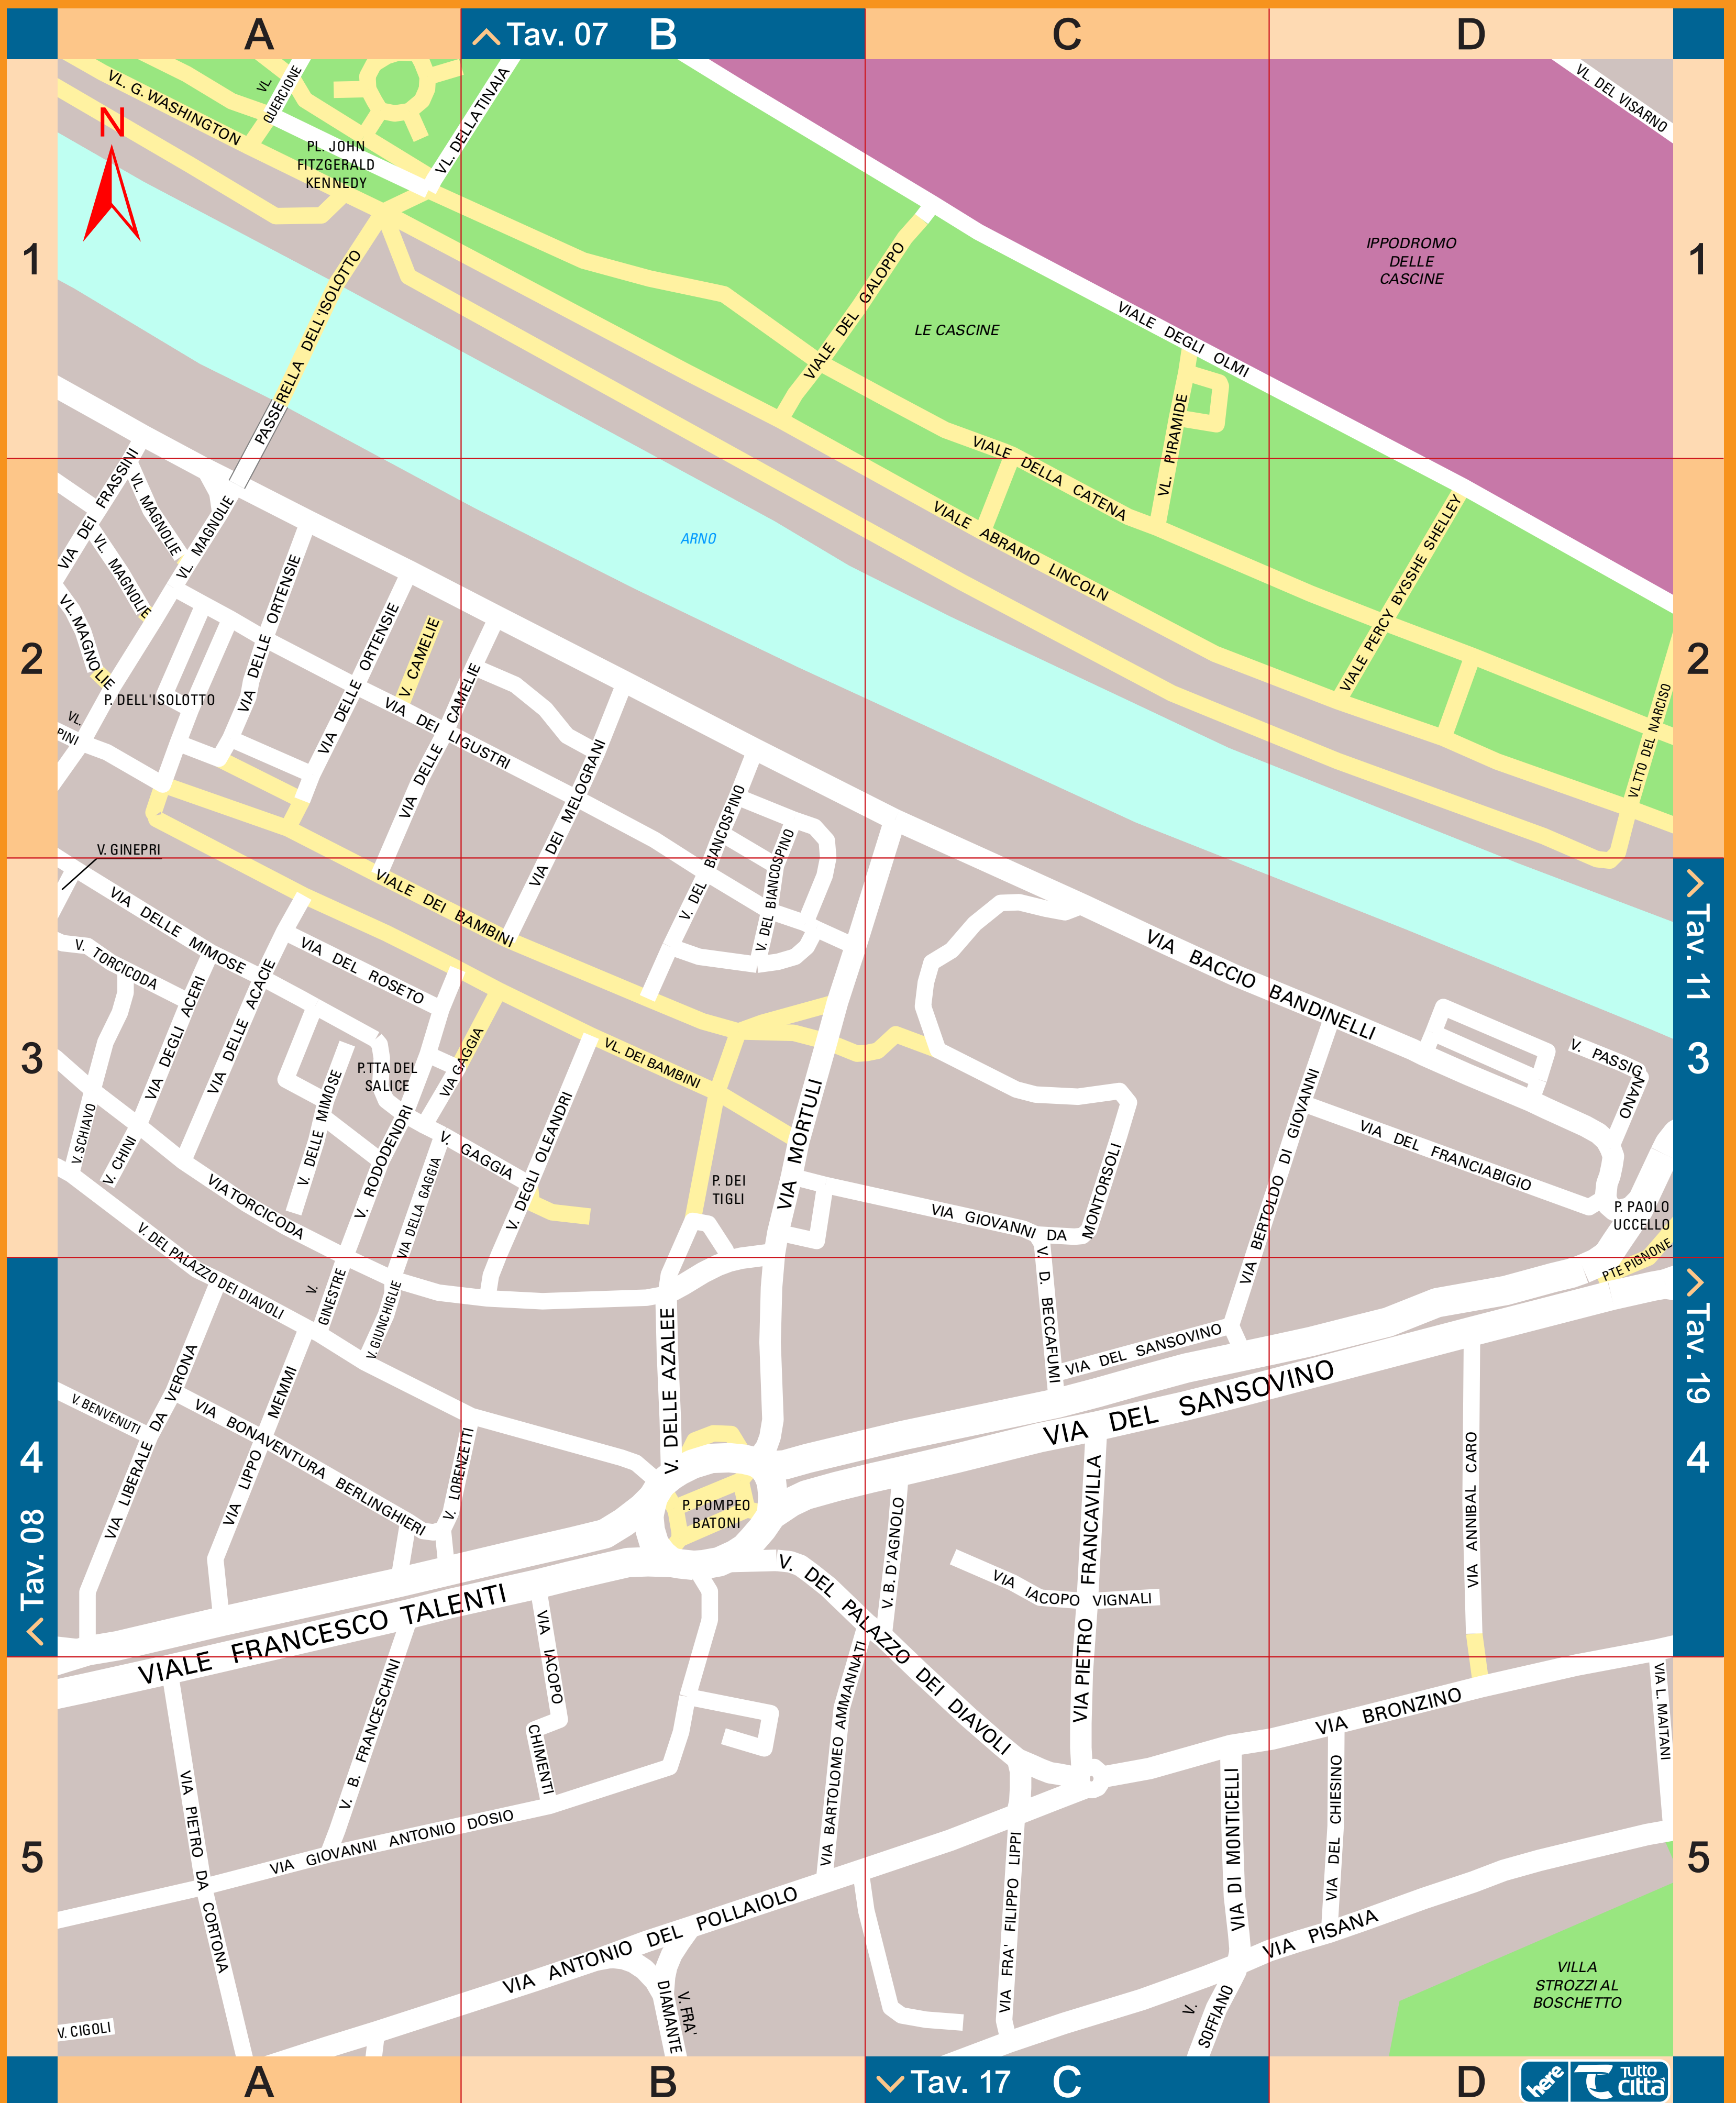 A
Tav. 07
B
C
D
1
1
VL. G. WASHINGTON
VL.
QUERCIONE
PL. JOHN
FITZGERALD
KENNEDY
VL. DELLA TINAIA
VL. DEL VISARNO
N
IPPODROMO
DELLE
CASCINE
PASSERELLA DELL'ISOLOTTO
VIALE DEL GALOPPO
LE CASCINE
VIALE DEGLI OLMI
VL. PIRAMIDE
VIALE DELLA CATENA
2
2
VIA DEI FRASSINI
VL. MAGNOLIE
VL. MAGNOLIE
VL. MAGNOLIE
VL. MAGNOLIE
ARNO
VIALE ABRAMO LINCOLN
VIALE PERCY BYSSHE SHELLEY
VIA DELLE ORTENSIE
VIA DELLE ORTENSIE
V. CAMELIE
VIA DELLE CAMELIE
P. DELL'ISOLOTTO
VL.
PINI
VIA DEI LIGUSTRI
VIA DEI MELOGRANI
V. DEL BIANCOSPINO
V. DEL BIANCOSPINO
VL.TTO DEL NARCISO
V. GINEPRI
3
3
Tav. 11
VIALE DEI BAMBINI
VIA DELLE MIMOSE
V. TORCICODA
VIA DEL ROSETO
VIA DEGLI ACERI
VIA DELLE ACACIE
VIA BACCIO BANDINELLI
V. PASSIGNANO
P.TTA DEL
SALICE
VIA GAGGIA
VL. DEI BAMBINI
V. SCHIAVO
V. CHINI
V. DELLE MIMOSE
V. RODODENDRI
V. GAGGIA
VIA DELLA GAGGIA
V. DEGLI OLEANDRI
P. DEI
TIGLI
VIA MORTULI
VIA GIOVANNI DA MONTORSOLI
VIA BERTOLDO DI GIOVANNI
VIA DEL FRANCIABIGIO
P. PAOLO
UCCELLO
PTE PIGNONE
VIA TORCICODA
V. DEL PALAZZO DEI DIAVOLI
4
Tav. 08
Tav. 19
4
V.
GINESTRE
V. GIUNCHIGLIE
V. DELLE AZALEE
V. D. BECCAFUMI
VIA DEL SANSOVINO
VIA DEL SANSOVINO
VIA LIBERALE DA VERONA
V. BENVENUTI
VIA LIPPO MEMMI
VIA BONAVENTURA BERLINGHIERI
V. LORENZETTI
P. POMPEO
BATONI
V. B. D'AGNOLO
VIA PIETRO FRANCAVILLA
VIA IACOPO VIGNALI
VIA ANNIBAL CARO
VIALE FRANCESCO TALENTI
V. DEL PALAZZO DEI DIAVOLI
5
5
VIA IACOPO
CHIMENTI
V. B. FRANCESCHINI
VIA BARTOLOMEO AMMANNATI
VIA BRONZINO
VIA L. MAITANI
VIA PIETRO DA CORTONA
VIA GIOVANNI ANTONIO DOSIO
VIA ANTONIO DEL POLLAIOLO
VIA FRA' FILIPPO LIPPI
VIA DI MONTICELLI
VIA DEL CHIESINO
VIA PISANA
V. CIGOLI
V. FRA'
DIAMANTE
V.
SOFFIANO
VILLA
STROZZI AL
BOSCHETTO
A
B
Tav. 17
C
D
here
TUTTO
CITTÀ